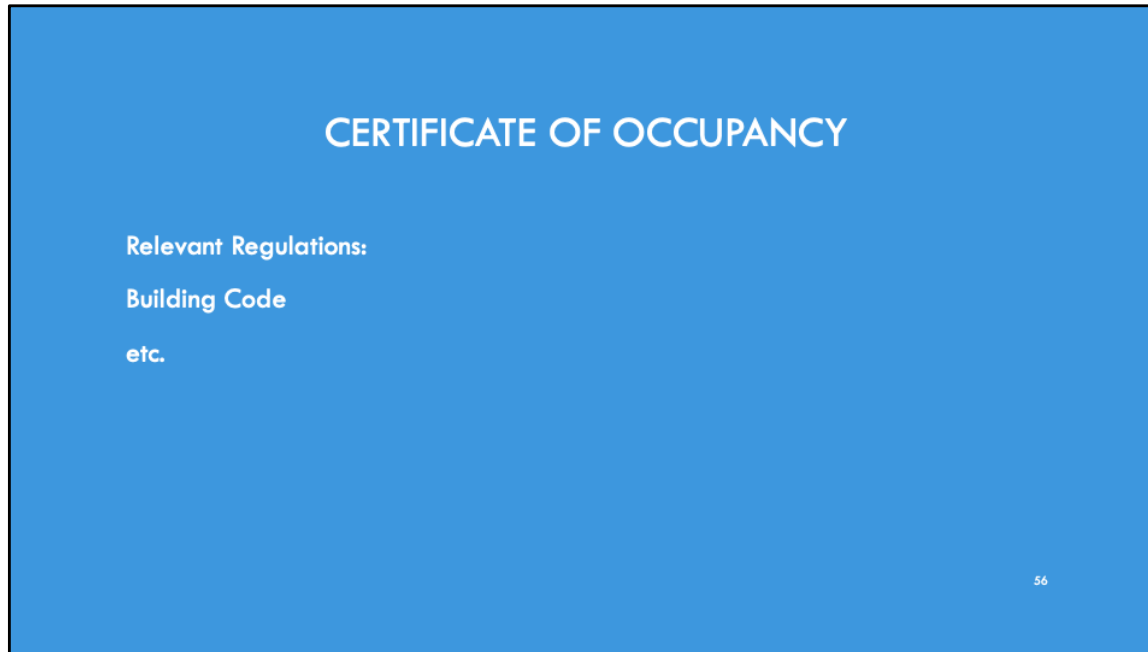 CERTIFICATE OF OCCUPANCY
Relevant Regulations:
Building Code
etc.
56